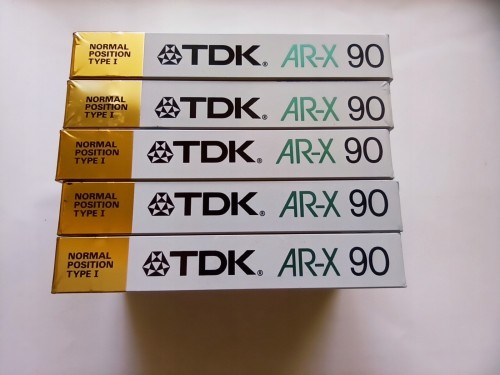 NORMAL
POSITION
TYPE I
TDK® AR-X 90
NORMAL
POSITION
TYPE I
TDK® AR-X 90
NORMAL
POSITION
TYPE I
TDK® AR-X 90
NORMAL
POSITION
TYPE I
TDK® AR-X 90
NORMAL
POSITION
TYPE I
TDK® AR-X 90